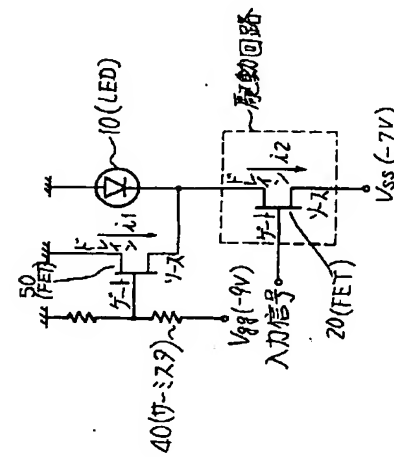 駆動回路
10(LED)
50
(FET)
ドレイン
i1
ゲート
ソース
ドレイン
i2
ゲート
ソース
40(サーミスタ)
Vgg(-9V)
入力信号
20(FET)
Vss(-7V)